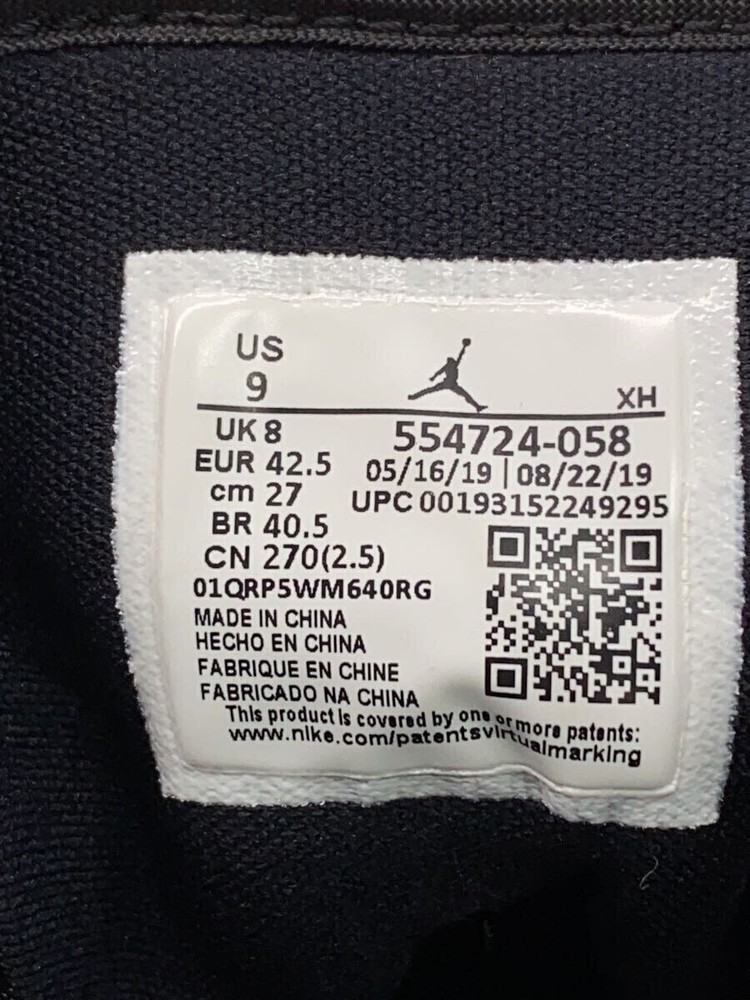 US
9
XH
UK 8
EUR 42.5
cm 27
BR 40.5
CN 270(2.5)
554724-058
05/16/19 | 08/22/19
UPC 00193152249295
01QRP5WM640RG
MADE IN CHINA
HECHO EN CHINA
FABRIQUE EN CHINE
FABRICADO NA CHINA
This product is covered by one or more patents:
www.nike.com/patentsvirtualmarking